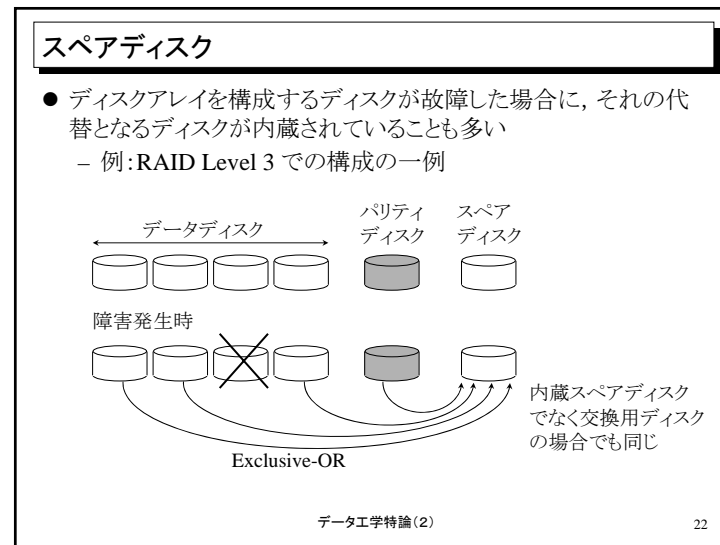 スペアディスク
● ディスクアレイを構成するディスクが故障した場合に，それの代
替となるディスクが内蔵されていることも多い
– 例：RAID Level 3 での構成の一例
データディスク
パリティ
ディスク
スペア
ディスク
障害発生時
内蔵スペアディスク
でなく交換用ディスク
の場合でも同じ
Exclusive-OR
データ工学特論（2）
22